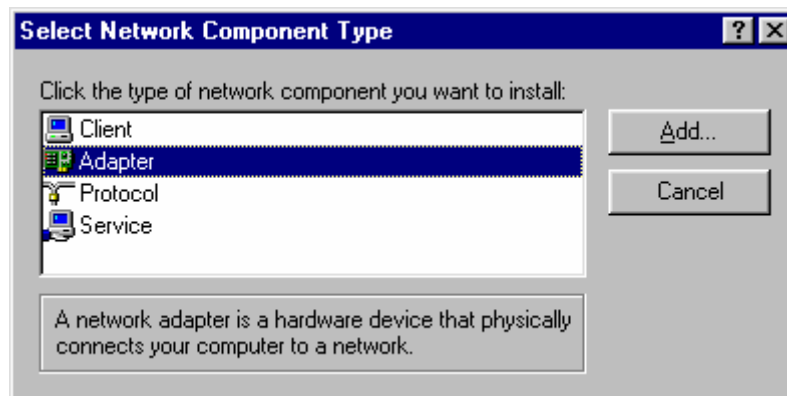 Select Network Component Type
Click the type of network component you want to install:
Client
Adapter
Protocol
Service
Add...
Cancel
A network adapter is a hardware device that physically
connects your computer to a network.